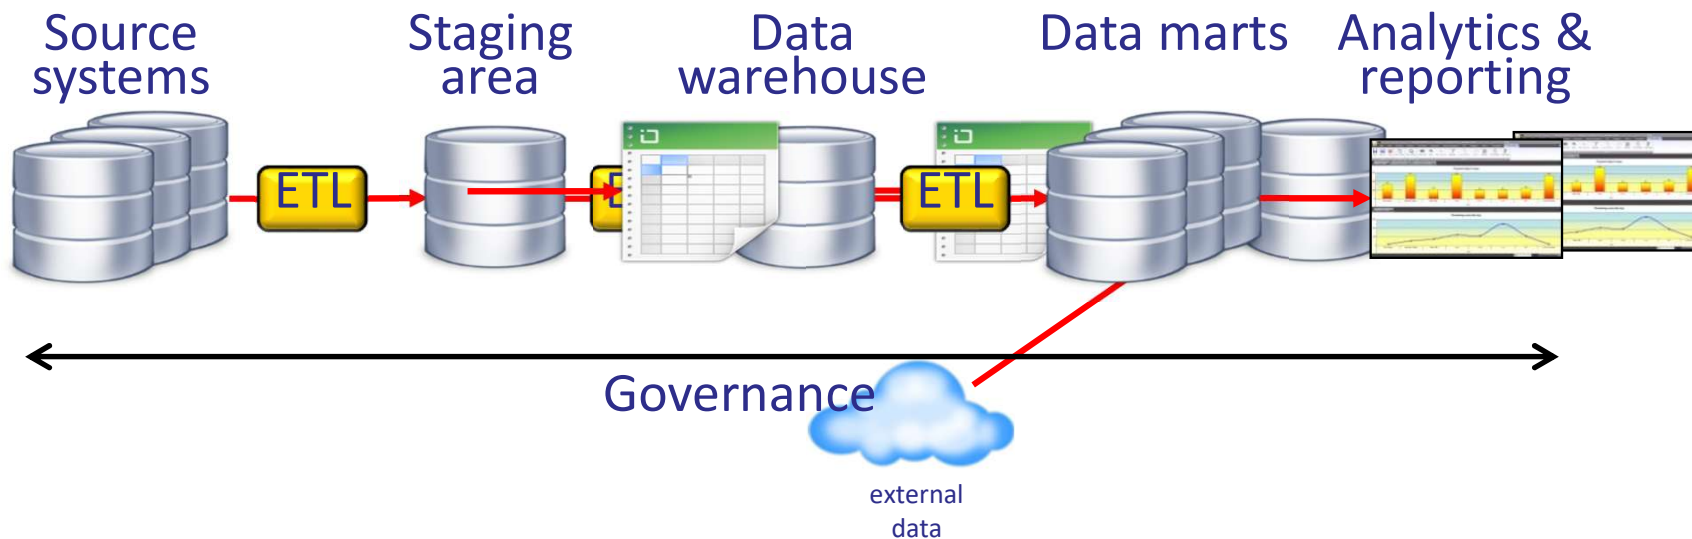 Source
systems
Staging
area
Data
warehouse
Data marts
Analytics &
reporting
ETL
ETL
Governance
external
data